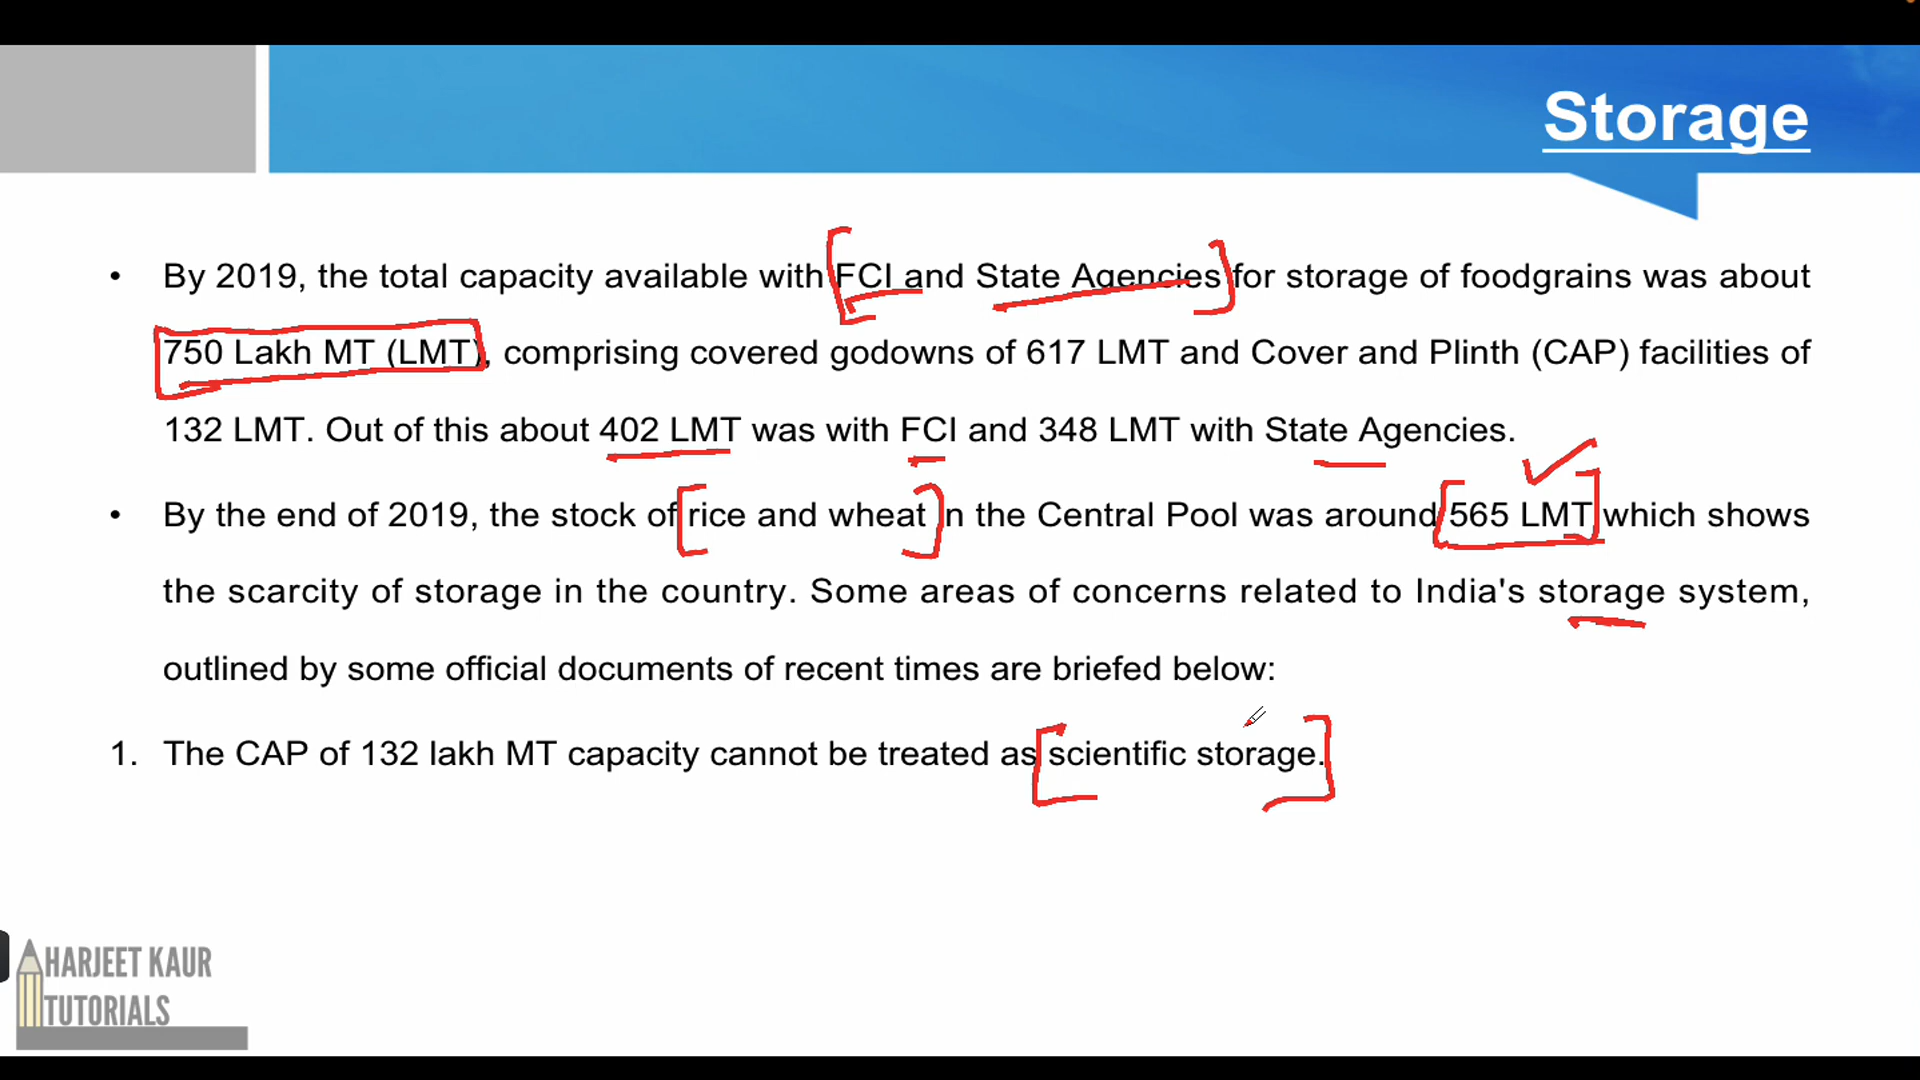 Storage
• By 2019, the total capacity available with FCI and State Agencies for storage of foodgrains was about
750 Lakh MT (LMT), comprising covered godowns of 617 LMT and Cover and Plinth (CAP) facilities of
132 LMT. Out of this about 402 LMT was with FCI and 348 LMT with State Agencies.
• By the end of 2019, the stock of rice and wheat in the Central Pool was around 565 LMT which shows
the scarcity of storage in the country. Some areas of concerns related to India's storage system,
outlined by some official documents of recent times are briefed below:
1. The CAP of 132 lakh MT capacity cannot be treated as scientific storage.
HARJEET KAUR
TUTORIALS